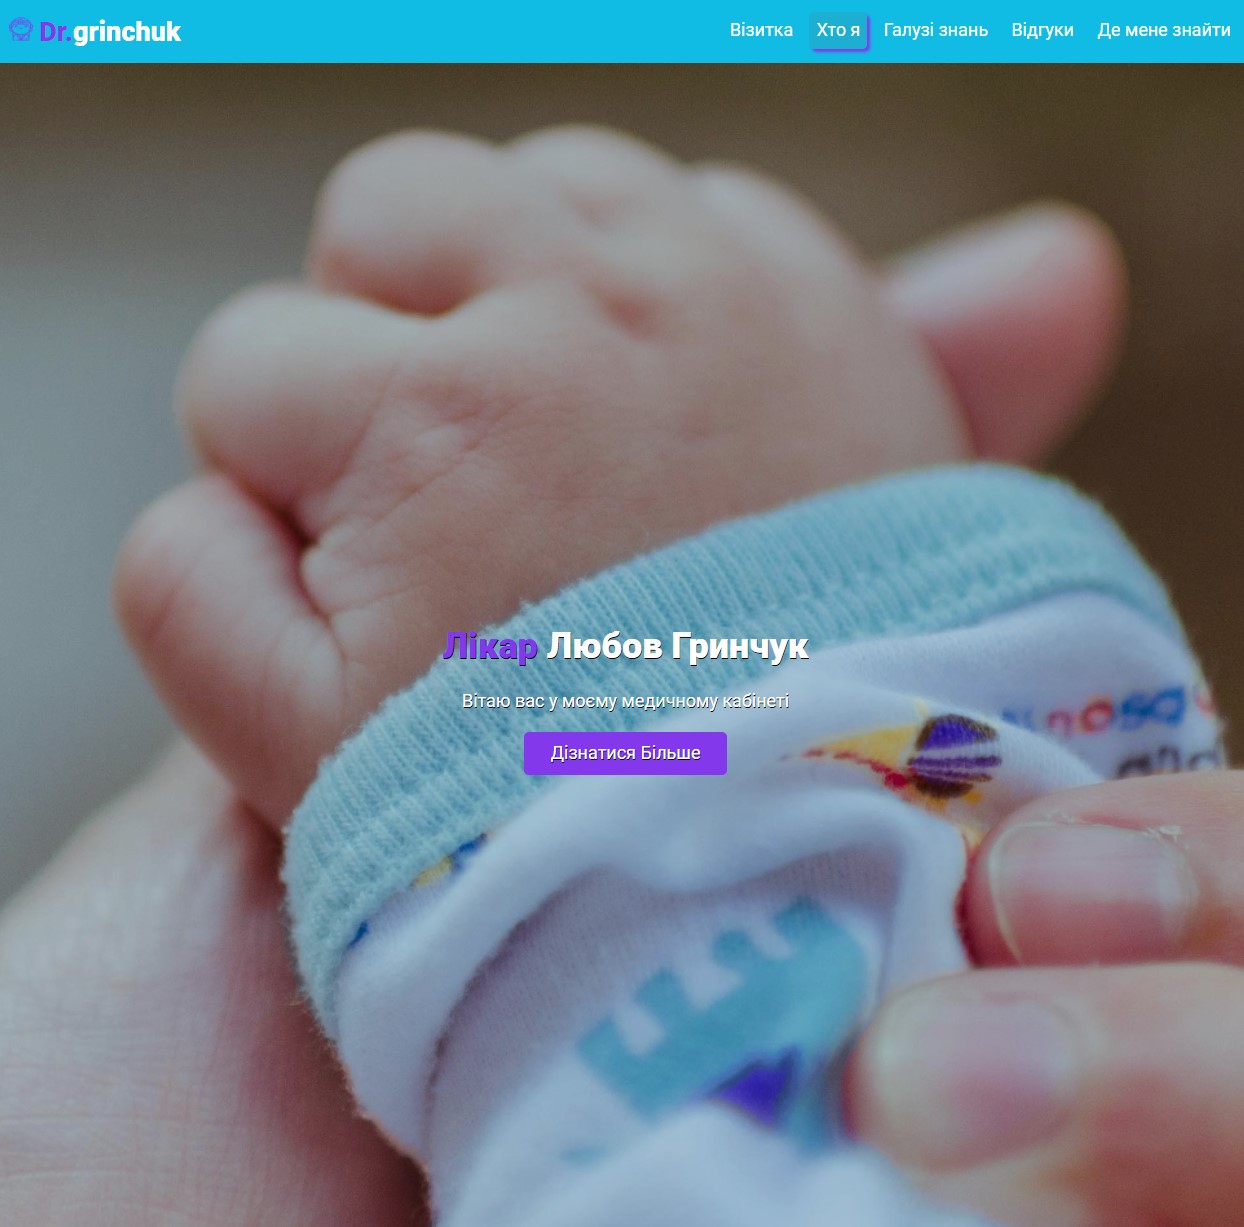 Dr.grinchuk
Візитка Хто я Галузі знань Відгуки Де мене знайти
Лікар Любов Гринчук
Вітаю вас у моєму медичному кабінеті
Дізнатися Більше